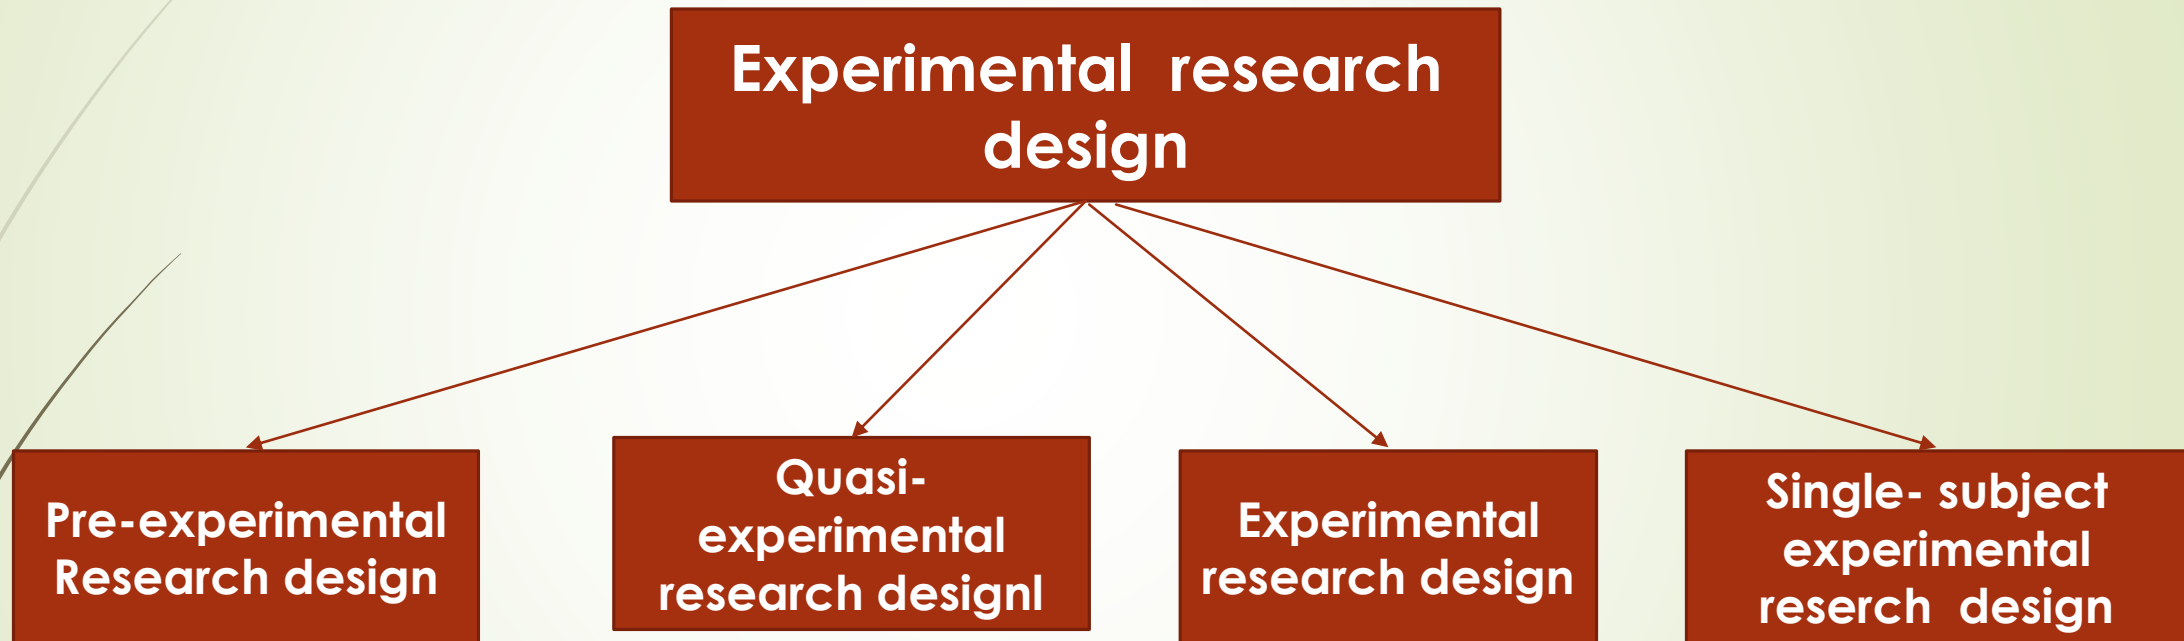 Experimental  research
design
Pre-experimental
Research design
Quasi-
experimental
research designl
Experimental
research design
Single- subject
experimental
reserch  design